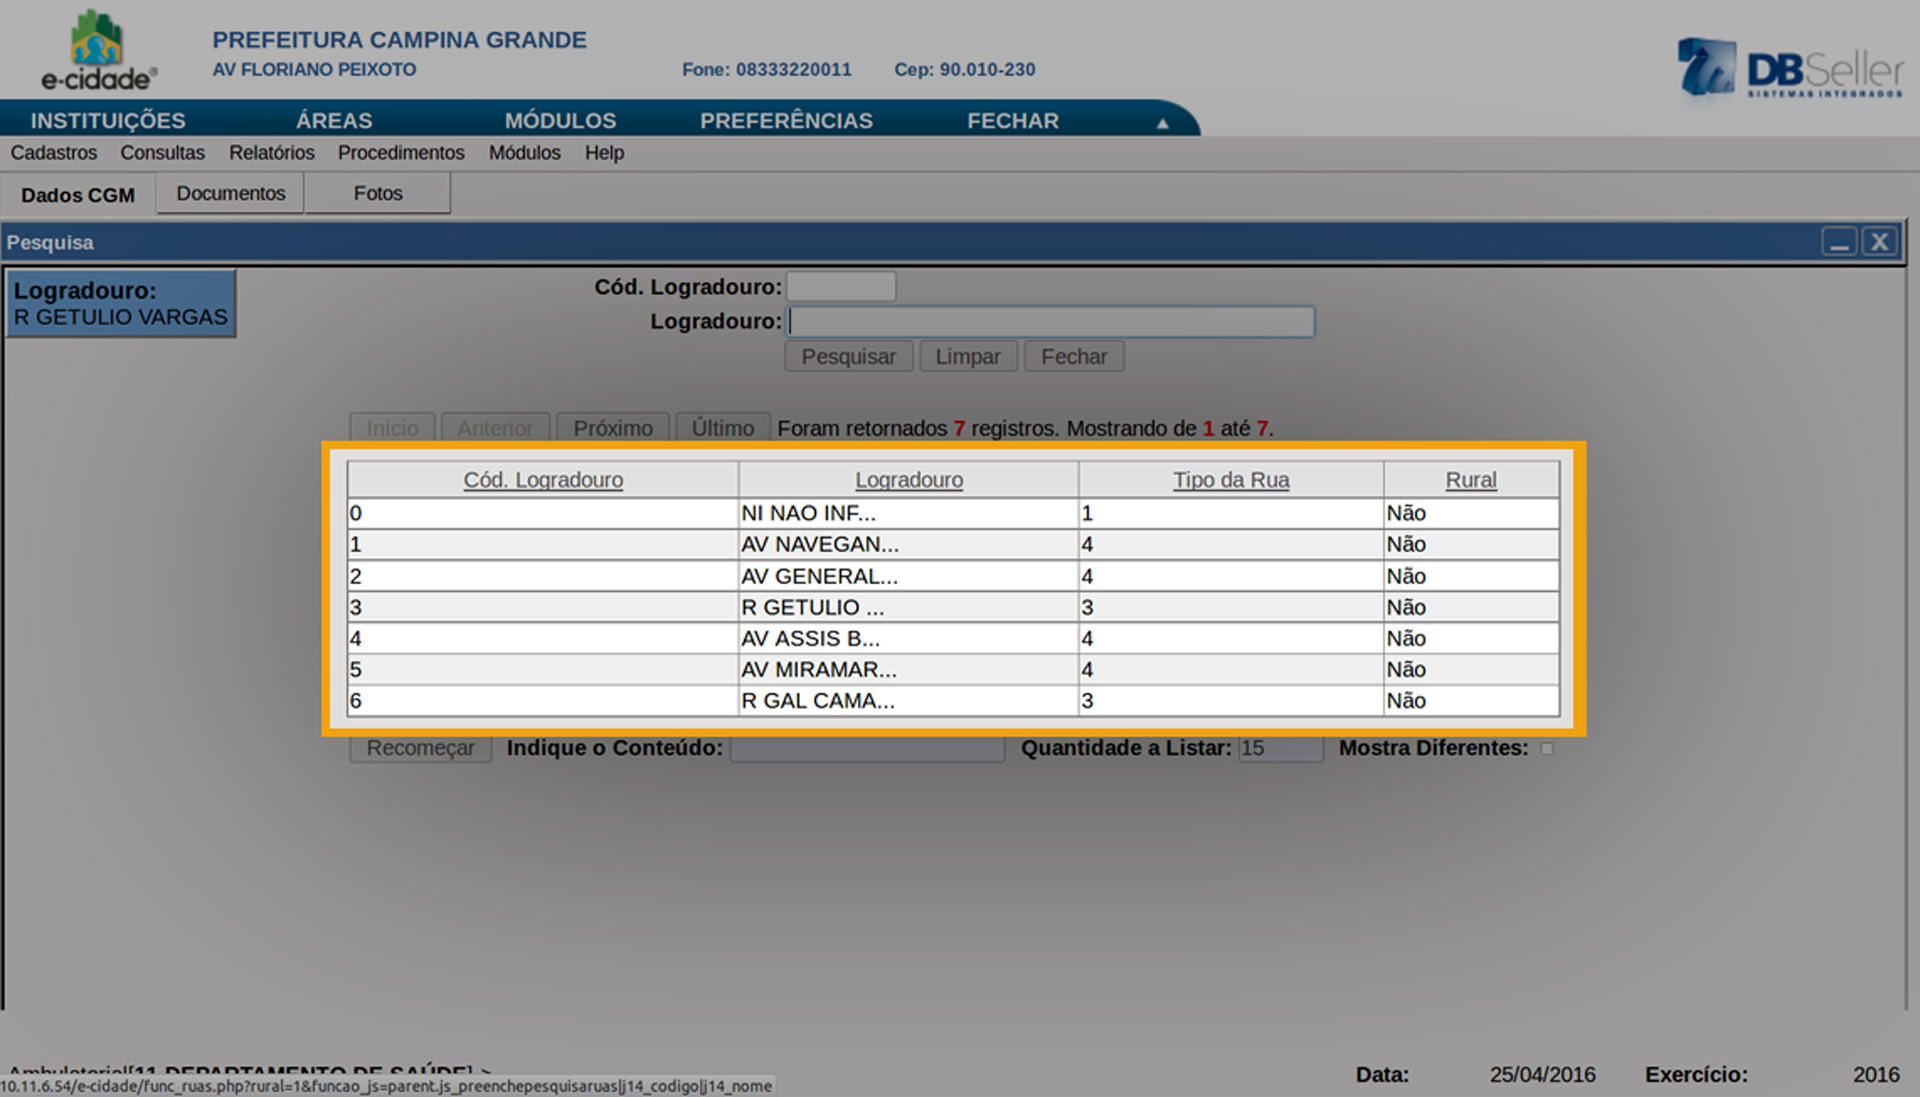 e-cidade®
PREFEITURA CAMPINA GRANDE
AV FLORIANO PEIXOTO Fone: 08333220011 Cep: 90.010-230
DBSeller
SISTEMAS INTEGRADOS
INSTITUIÇÕES ÁREAS MÓDULOS PREFERÊNCIAS FECHAR ▲
Cadastros Consultas Relatórios Procedimentos Módulos Help
Dados CGM Documentos Fotos
Pesquisa X
Logradouro:
R GETULIO VARGAS
Cód. Logradouro:
Logradouro:
Pesquisar Limpar Fechar
Início Anterior Próximo Último Foram retornados 7 registros. Mostrando de 1 até 7.
Cód. Logradouro Logradouro Tipo da Rua Rural
0 NI NAO INF... 1 Não
1 AV NAVEGAN... 4 Não
2 AV GENERAL... 4 Não
3 R GETULIO ... 3 Não
4 AV ASSIS B... 4 Não
5 AV MIRAMAR... 4 Não
6 R GAL CAMA... 3 Não
Recomeçar Indique o Conteúdo: Quantidade a Listar: 15 Mostra Diferentes:
Ambulatorial[11-DEPARTAMENTO DE SAÚDE] >
10.11.6.54/e-cidade/func_ruas.php?rural=1&funcao_js=parent.js_preenchepesquisaruas|j14_codigo|j14_nome
Data: 25/04/2016 Exercício: 2016